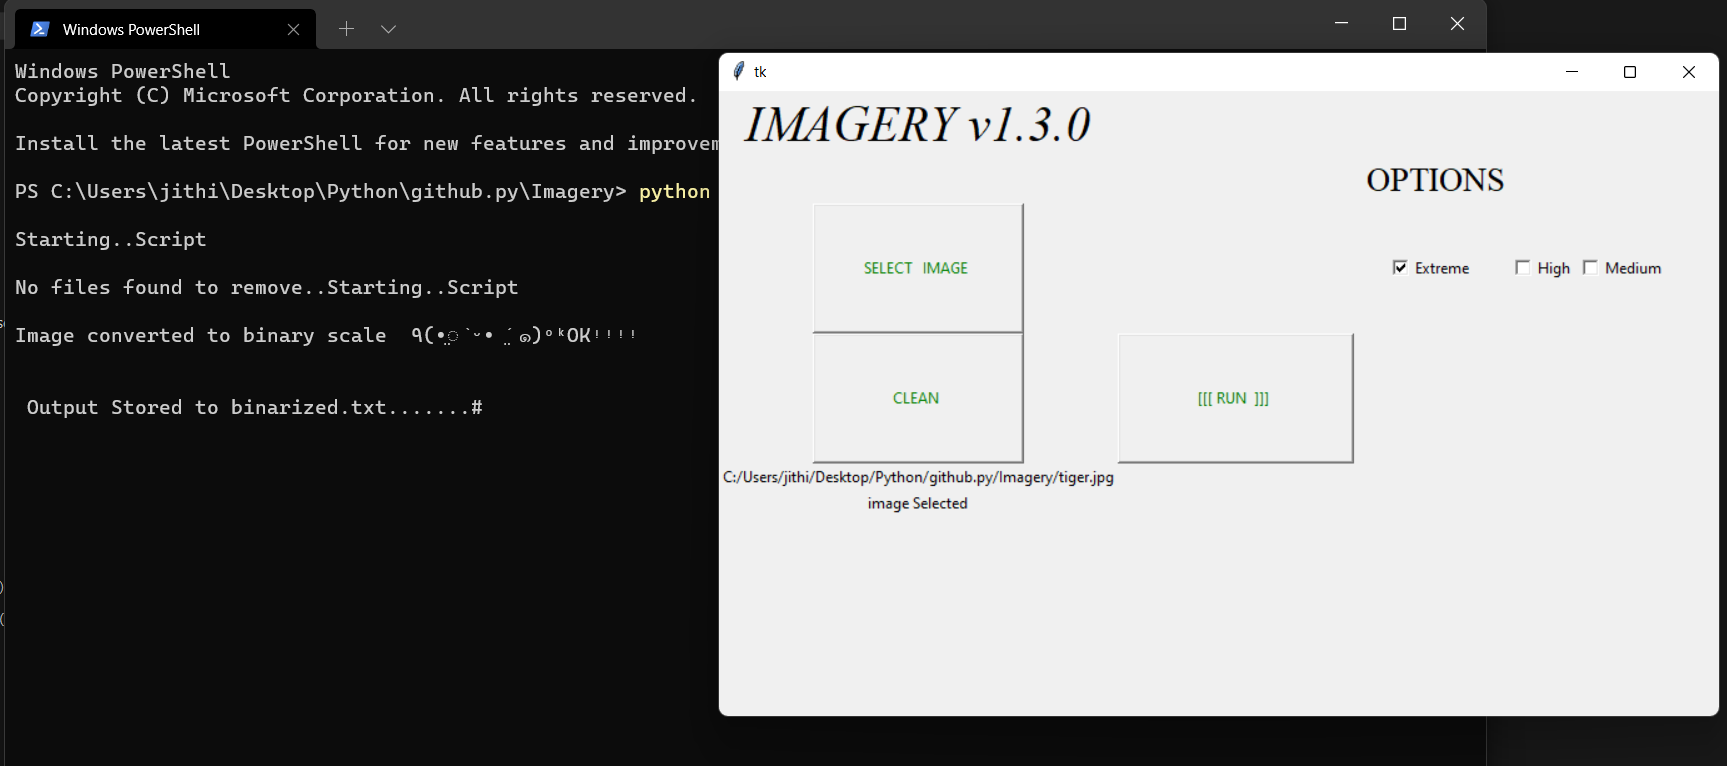 Windows PowerShell
Windows PowerShell
Copyright (C) Microsoft Corporation. All rights reserved.
Install the latest PowerShell for new features and improvem
PS C:\Users\jithi\Desktop\Python\github.py\Imagery> python
Starting..Script
No files found to remove..Starting..Script
Image converted to binary scale ٩(•̤̀ᵕ•̤́๑)ᵒᵏOKᵎᵎᵎᵎ
Output Stored to binarized.txt.......#
tk
IMAGERY v1.3.0
OPTIONS
SELECT IMAGE
Extreme High Medium
CLEAN
[[[ RUN ]]]
C:/Users/jithi/Desktop/Python/github.py/Imagery/tiger.jpg
image Selected